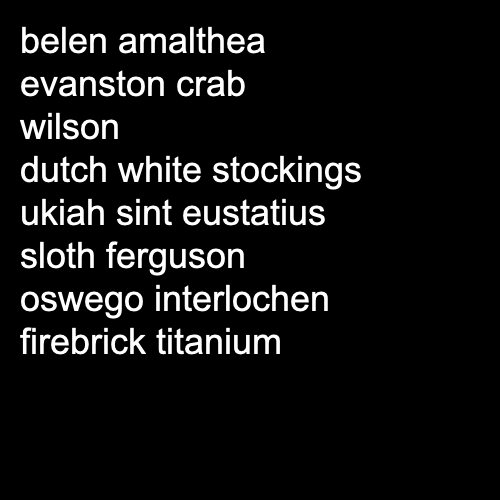 belen amalthea
evanston crab
wilson
dutch white stockings
ukiah sint eustatius
sloth ferguson
oswego interlochen
firebrick titanium